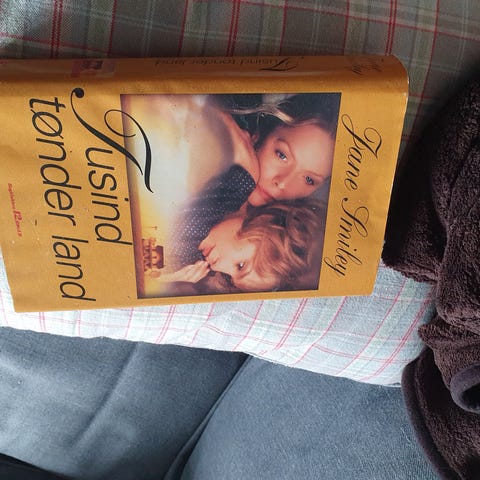 Jane Smiley
Tusind
tønder land
Tusind tønder land